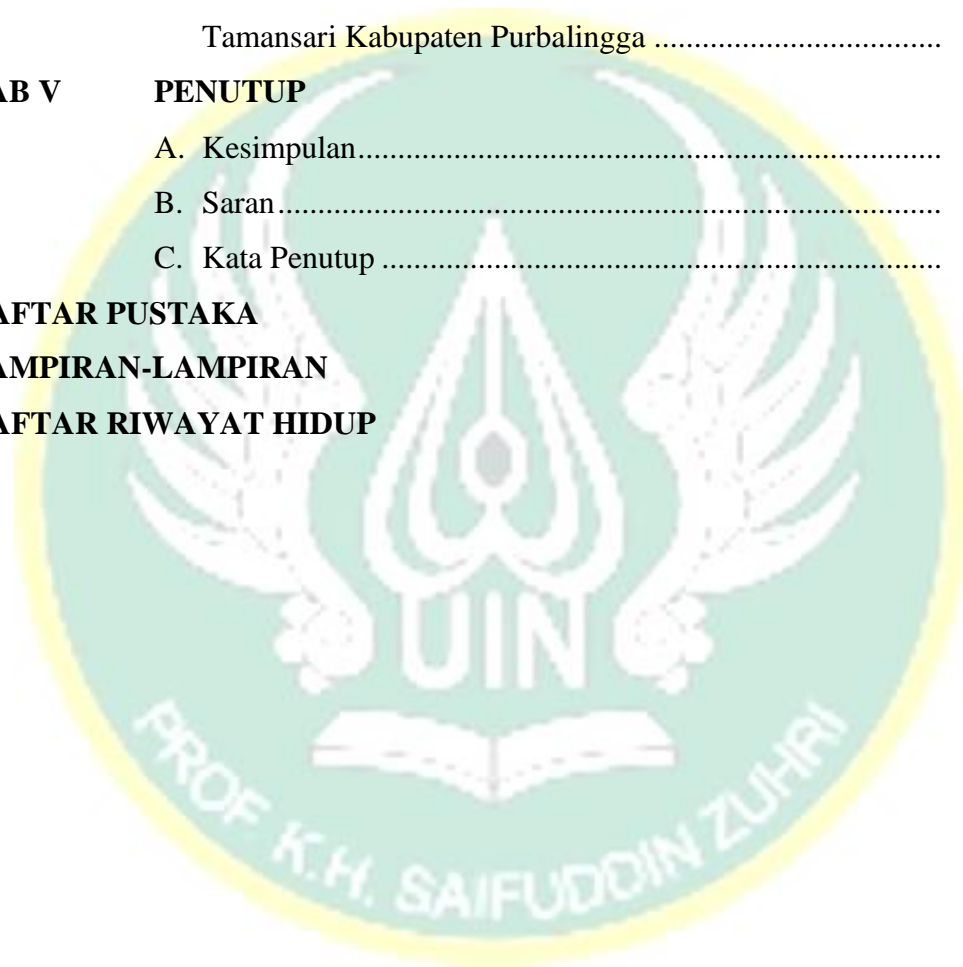 Tamansari Kabupaten Purbalingga ....................................
AB V PENUTUP
A. Kesimpulan.........................................................................
B. Saran...................................................................................
C. Kata Penutup ......................................................................
AFTAR PUSTAKA
AMPIRAN-LAMPIRAN
AFTAR RIWAYAT HIDUP
UIN
PROF K.H. SAIFUDDIN ZUHRI